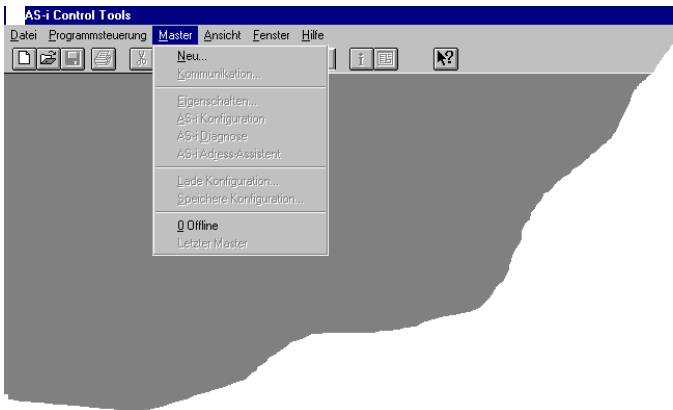 AS-i Control Tools
Datei Programmsteuerung Master Ansicht Fenster Hilfe
Neu...
Kommunikation...
Eigenschaften...
AS-i Konfiguration
AS-i Diagnose
AS-i Adress-Assistent
Lade Konfiguration...
Speichere Konfiguration...
0 Offline
Letzter Master